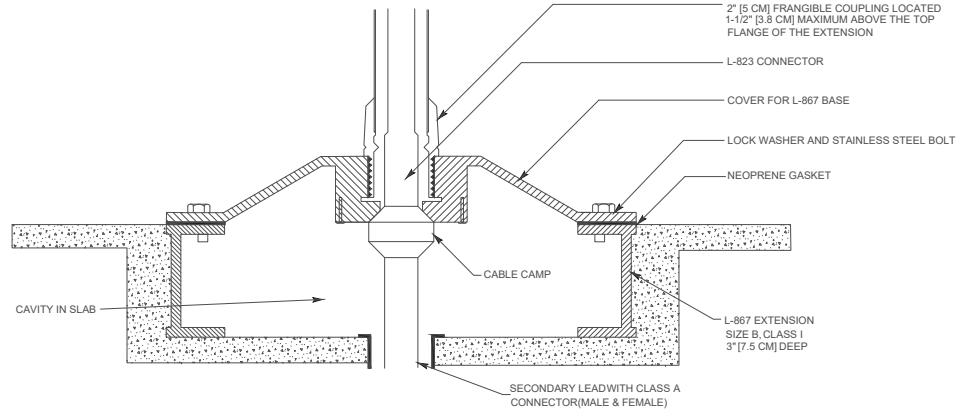 2" [5 CM] FRANGIBLE COUPLING LOCATED
1-1/2" [3.8 CM] MAXIMUM ABOVE THE TOP
FLANGE OF THE EXTENSION
L-823 CONNECTOR
COVER FOR L-867 BASE
LOCK WASHER AND STAINLESS STEEL BOLT
NEOPRENE GASKET
CABLE CAMP
CAVITY IN SLAB
L-867 EXTENSION
SIZE B, CLASS I
3" [7.5 CM] DEEP
SECONDARY LEADWITH CLASS A
CONNECTOR(MALE & FEMALE)